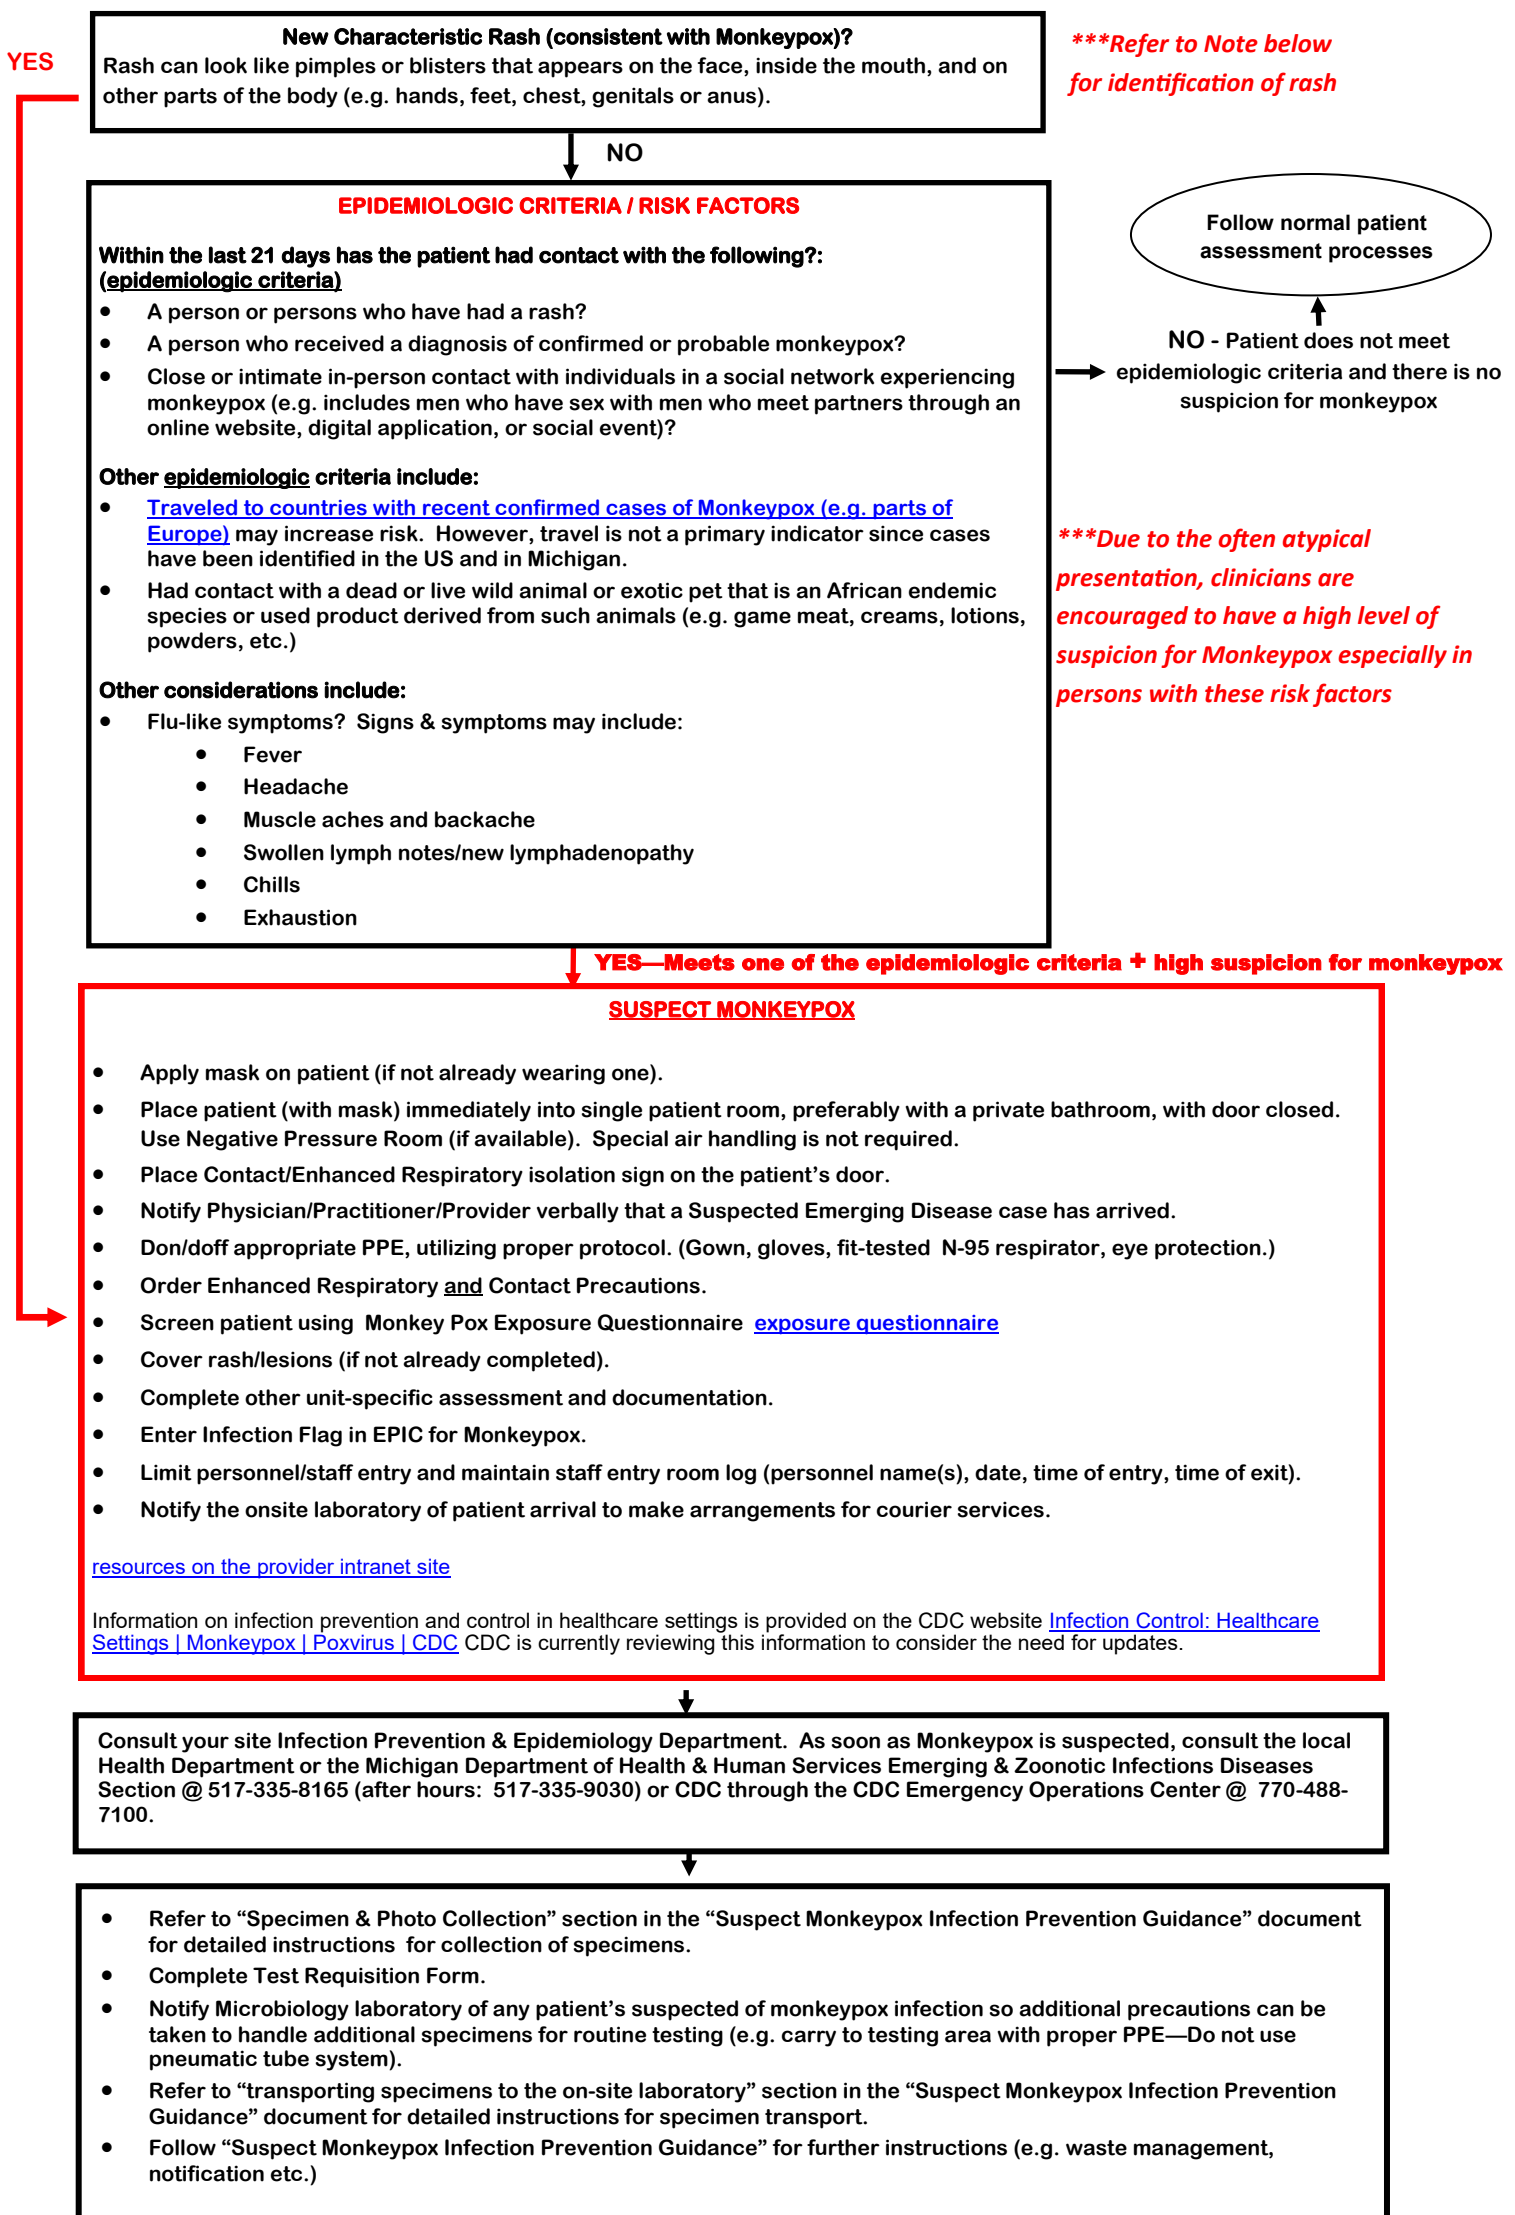 New Characteristic Rash (consistent with Monkeypox)?
Rash can look like pimples or blisters that appears on the face, inside the mouth, and on
other parts of the body (e.g. hands, feet, chest, genitals or anus).
YES
***Refer to Note below
for identification of rash
NO
EPIDEMIOLOGIC CRITERIA / RISK FACTORS
Within the last 21 days has the patient had contact with the following?:
(epidemiologic criteria)
• A person or persons who have had a rash?
• A person who received a diagnosis of confirmed or probable monkeypox?
• Close or intimate in-person contact with individuals in a social network experiencing
monkeypox (e.g. includes men who have sex with men who meet partners through an
online website, digital application, or social event)?
Other epidemiologic criteria include:
• Traveled to countries with recent confirmed cases of Monkeypox (e.g. parts of
Europe) may increase risk.  However, travel is not a primary indicator since cases
have been identified in the US and in Michigan.
• Had contact with a dead or live wild animal or exotic pet that is an African endemic
species or used product derived from such animals (e.g. game meat, creams, lotions,
powders, etc.)
Other considerations include:
• Flu-like symptoms?  Signs & symptoms may include:
• Fever
• Headache
• Muscle aches and backache
• Swollen lymph notes/new lymphadenopathy
• Chills
• Exhaustion
Follow normal patient
assessment processes
NO - Patient does not meet
epidemiologic criteria and there is no
suspicion for monkeypox
***Due to the often atypical
presentation, clinicians are
encouraged to have a high level of
suspicion for Monkeypox especially in
persons with these risk factors
YES—Meets one of the epidemiologic criteria + high suspicion for monkeypox
SUSPECT MONKEYPOX
• Apply mask on patient (if not already wearing one).
• Place patient (with mask) immediately into single patient room, preferably with a private bathroom, with door closed.
Use Negative Pressure Room (if available).  Special air handling is not required.
• Place Contact/Enhanced Respiratory isolation sign on the patient's door.
• Notify Physician/Practitioner/Provider verbally that a Suspected Emerging Disease case has arrived.
• Don/doff appropriate PPE, utilizing proper protocol. (Gown, gloves, fit-tested  N-95 respirator, eye protection.)
• Order Enhanced Respiratory and Contact Precautions.
• Screen patient using  Monkey Pox Exposure Questionnaire  exposure questionnaire
• Cover rash/lesions (if not already completed).
• Complete other unit-specific assessment and documentation.
• Enter Infection Flag in EPIC for Monkeypox.
• Limit personnel/staff entry and maintain staff entry room log (personnel name(s), date, time of entry, time of exit).
• Notify the onsite laboratory of patient arrival to make arrangements for courier services.
resources on the provider intranet site
Information on infection prevention and control in healthcare settings is provided on the CDC website Infection Control: Healthcare
Settings | Monkeypox | Poxvirus | CDC CDC is currently reviewing this information to consider the need for updates.
Consult your site Infection Prevention & Epidemiology Department.  As soon as Monkeypox is suspected, consult the local
Health Department or the Michigan Department of Health & Human Services Emerging & Zoonotic Infections Diseases
Section @ 517-335-8165 (after hours:  517-335-9030) or CDC through the CDC Emergency Operations Center @  770-488-
7100.
• Refer to “Specimen & Photo Collection” section in the “Suspect Monkeypox Infection Prevention Guidance” document
for detailed instructions  for collection of specimens.
• Complete Test Requisition Form.
• Notify Microbiology laboratory of any patient's suspected of monkeypox infection so additional precautions can be
taken to handle additional specimens for routine testing (e.g. carry to testing area with proper PPE—Do not use
pneumatic tube system).
• Refer to “transporting specimens to the on-site laboratory” section in the “Suspect Monkeypox Infection Prevention
Guidance” document for detailed instructions for specimen transport.
• Follow “Suspect Monkeypox Infection Prevention Guidance” for further instructions (e.g. waste management,
notification etc.)